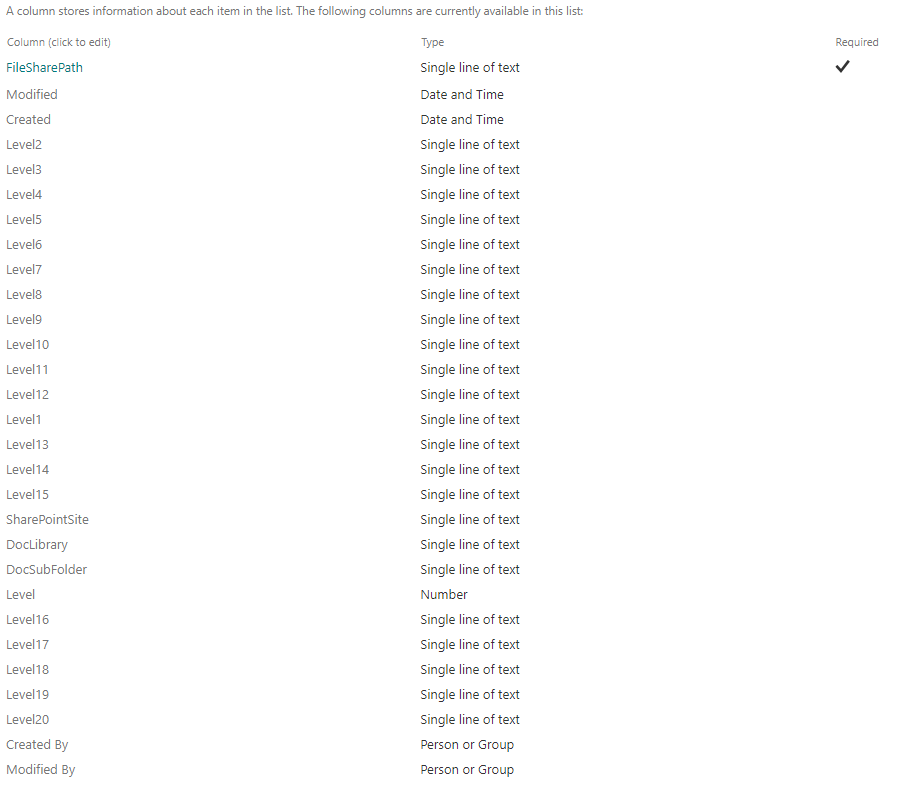 A column stores information about each item in the list. The following columns are currently available in this list:
Column (click to edit) Type Required
FileSharePath Single line of text
Modified Date and Time
Created Date and Time
Level2 Single line of text
Level3 Single line of text
Level4 Single line of text
Level5 Single line of text
Level6 Single line of text
Level7 Single line of text
Level8 Single line of text
Level9 Single line of text
Level10 Single line of text
Level11 Single line of text
Level12 Single line of text
Level1 Single line of text
Level13 Single line of text
Level14 Single line of text
Level15 Single line of text
SharePointSite Single line of text
DocLibrary Single line of text
DocSubFolder Single line of text
Level Number
Level16 Single line of text
Level17 Single line of text
Level18 Single line of text
Level19 Single line of text
Level20 Single line of text
Created By Person or Group
Modified By Person or Group